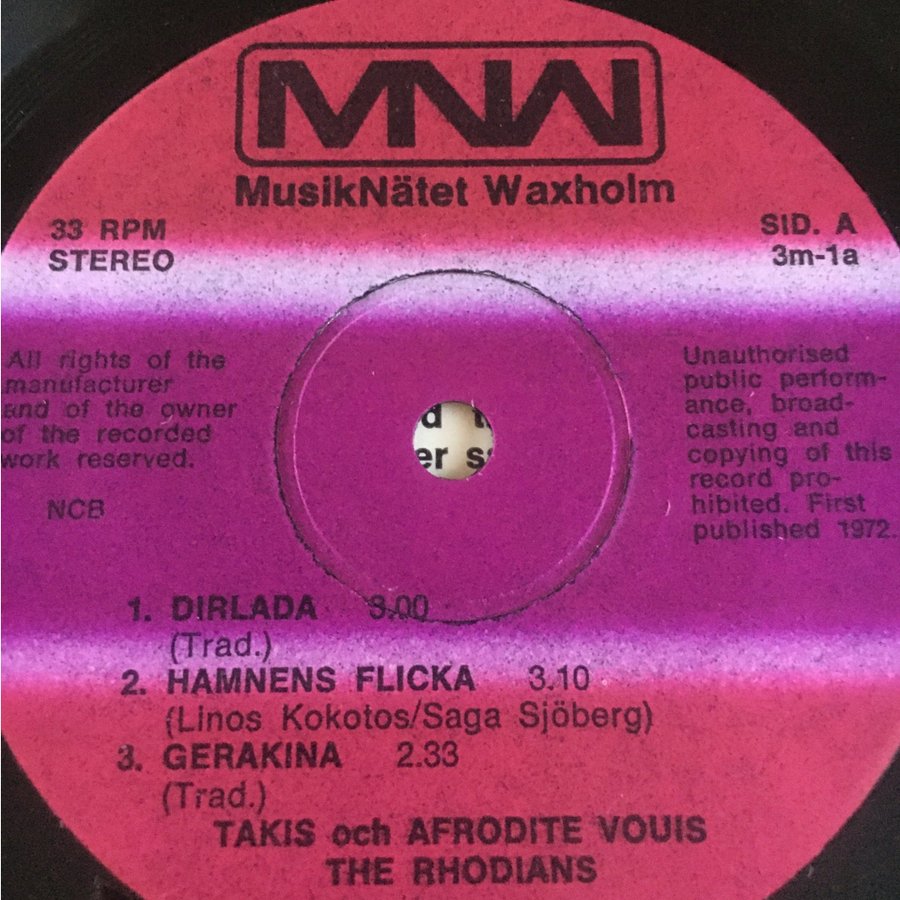 MNW
MusikNätet Waxholm
33 RPM
STEREO
SID. A
3m-1a
All rights of the
manufacturer
and of the owner
of the recorded
work reserved.
NCB
Unauthorised
public perform-
ance, broad-
casting and
copying of this
record pro-
hibited. First
published 1972.
1. DIRLADA 3.00
(Trad.)
2. HAMNENS FLICKA 3.10
(Linos Kokotos/Saga Sjöberg)
3. GERAKINA 2.33
(Trad.)
TAKIS och AFRODITE VOUIS
THE RHODIANS